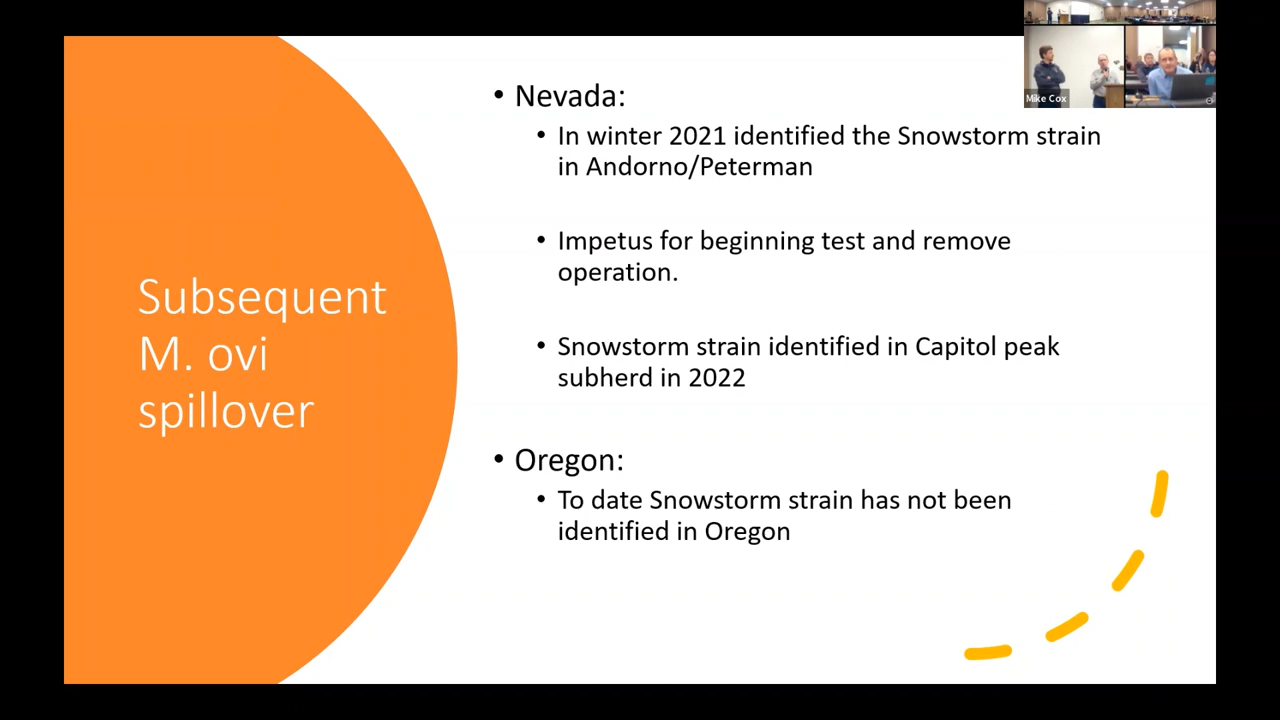 Subsequent
M. ovi
spillover
• Nevada:
• In winter 2021 identified the Snowstorm strain
in Andorno/Peterman
• Impetus for beginning test and remove
operation.
• Snowstorm strain identified in Capitol peak
subherd in 2022
• Oregon:
• To date Snowstorm strain has not been
identified in Oregon
Mike Cox